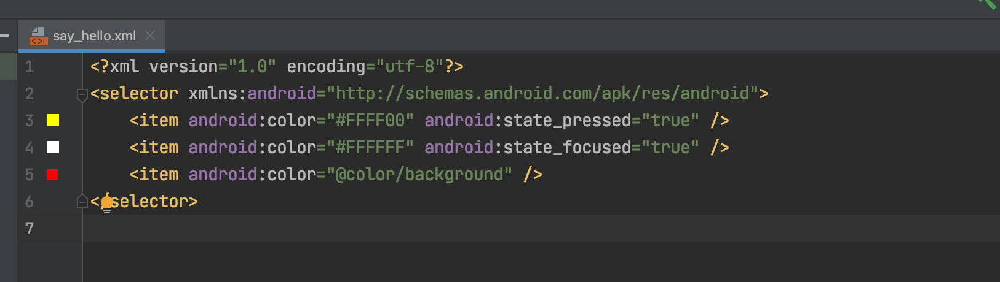 say_hello.xml
1 <?xml version="1.0" encoding="utf-8"?>
2 <selector xmlns:android="http://schemas.android.com/apk/res/android">
3 <item android:color="#FFFF00" android:state_pressed="true" />
4 <item android:color="#FFFFFF" android:state_focused="true" />
5 <item android:color="@color/background" />
6 </selector>
7